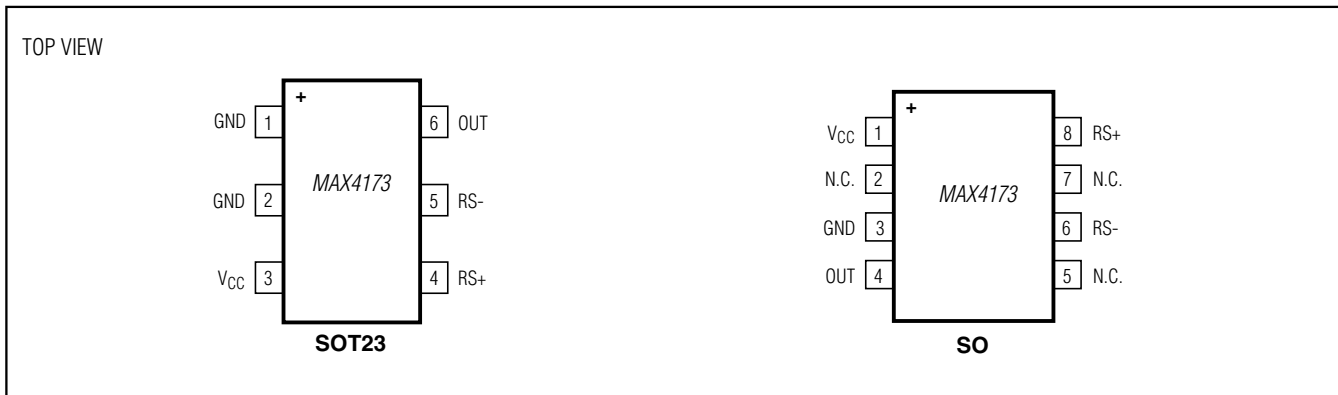 TOP VIEW
+
GND 1 6 OUT
MAX4173
GND 2 5 RS-
VCC 3 4 RS+
SOT23
+
VCC 1 8 RS+
N.C. 2 7 N.C.
MAX4173
GND 3 6 RS-
OUT 4 5 N.C.
SO